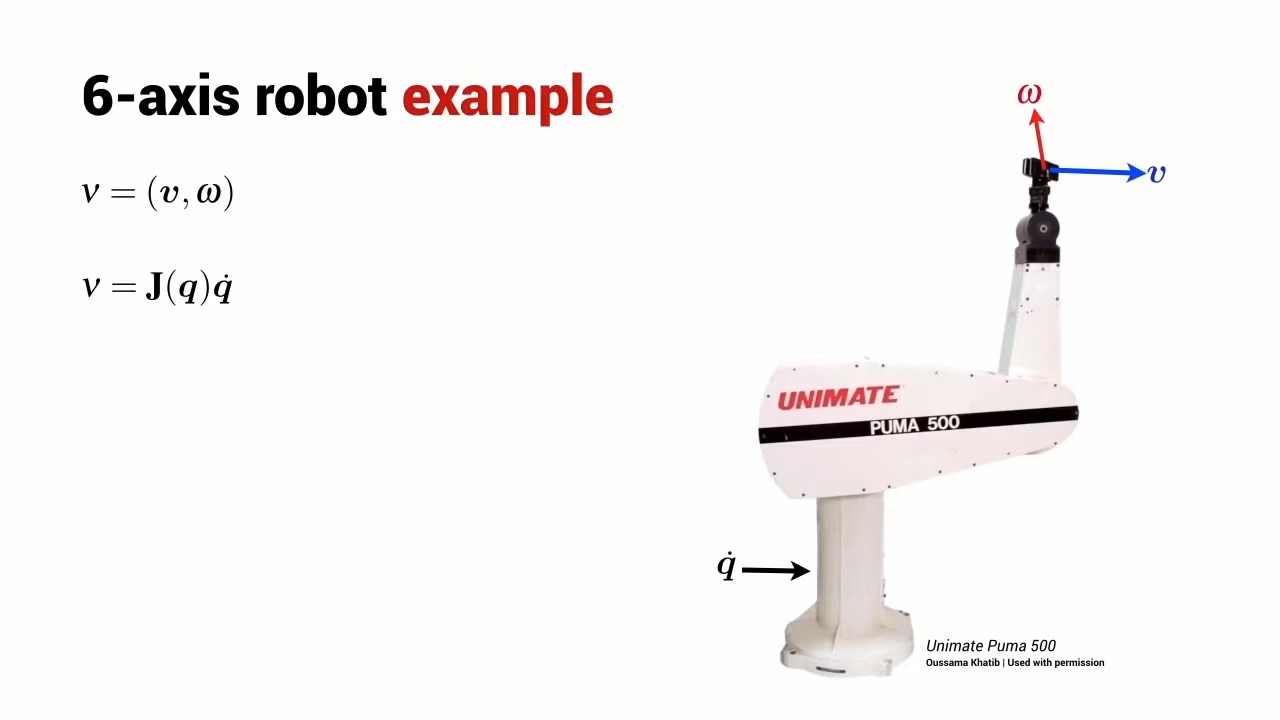 6-axis robot example
ν = (v, ω)
ν = J(q)q̇
ω
v
UNIMATE
PUMA 500
q̇
Unimate Puma 500
Oussama Khatib | Used with permission